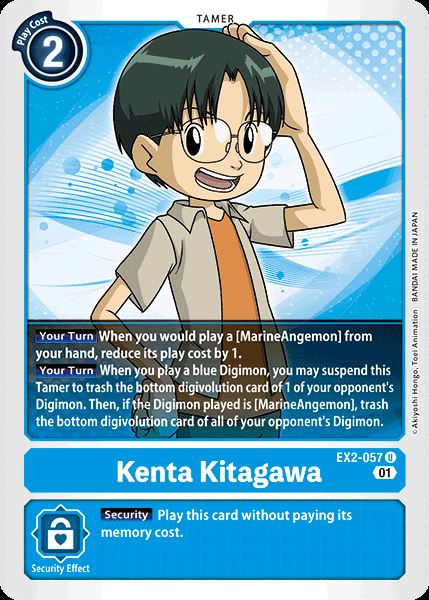 Play Cost
2
TAMER
Your Turn When you would play a [MarineAngemon] from
your hand, reduce its play cost by 1.
Your Turn When you play a blue Digimon, you may suspend this
Tamer to trash the bottom digivolution card of 1 of your opponent's
Digimon. Then, if the Digimon played is [MarineAngemon], trash
the bottom digivolution card of all of your opponent's Digimon.
©Akiyoshi Hongo, Toei Animation BANDAI MADE IN JAPAN
Kenta Kitagawa
EX2-057 U
01
Security Play this card without paying its
memory cost.
Security Effect